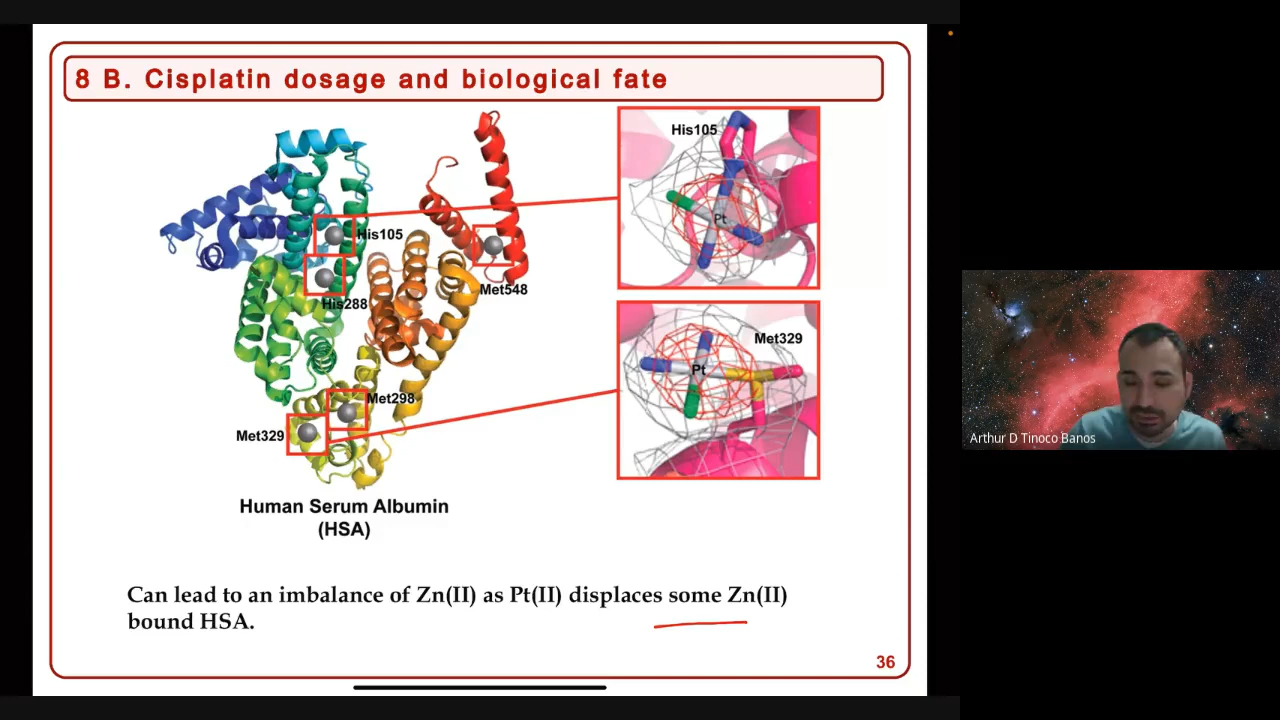 8 B. Cisplatin dosage and biological fate
His105
His288
Met548
Met298
Met329
His105
Pt
Met329
Pt
Human Serum Albumin
(HSA)
Can lead to an imbalance of Zn(II) as Pt(II) displaces some Zn(II)
bound HSA.
36
Arthur D Tinoco Banos